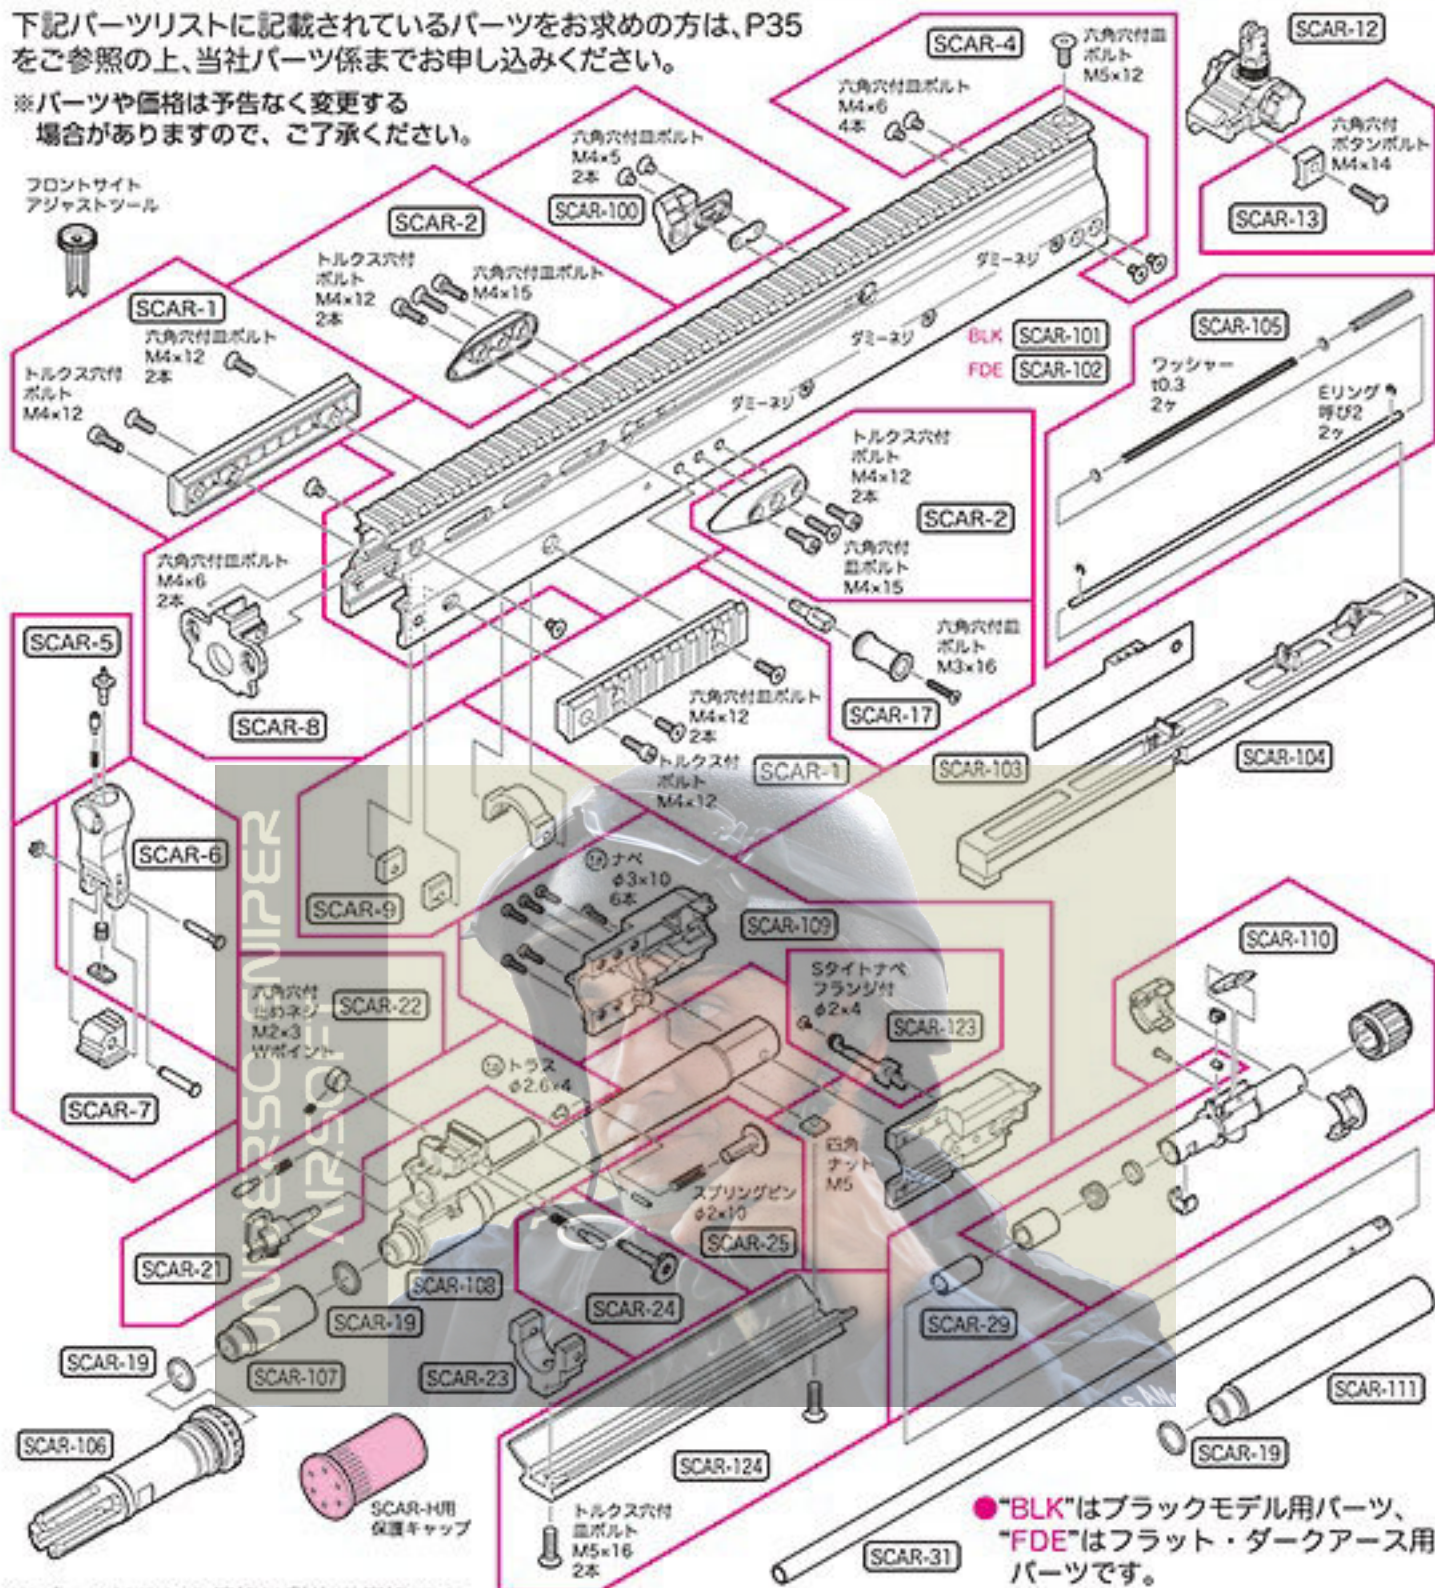 下記パーツリストに記載されているパーツをお求めの方は、P35
をご参照の上、当社パーツ係までお申し込みください。
※パーツや価格は予告なく変更する
場合がありますので、ご了承ください。
フロントサイト
アジャストツール
SCAR-1
六角穴付皿ボルト
M4×12
2本
トルクス穴付
ボルト
M4×12
SCAR-2
トルクス穴付
ボルト
M4×12
2本
六角穴付皿ボルト
M4×15
六角穴付皿ボルト
M4×5
2本
SCAR-100
SCAR-4
六角穴付皿ボルト
M4×6
4本
六角穴付皿
ボルト
M5×12
SCAR-12
六角穴付
ボタンボルト
M4×14
SCAR-13
ダミーネジ
ダミーネジ
ダミーネジ
BLK SCAR-101
FDE SCAR-102
SCAR-105
ワッシャー
t0.3
2ヶ
Eリング
呼び2
2ヶ
トルクス穴付
ボルト
M4×12
2本
SCAR-2
六角穴付
皿ボルト
M4×15
六角穴付皿ボルト
M4×6
2本
SCAR-8
SCAR-5
六角穴付皿
ボルト
M3×16
SCAR-17
六角穴付皿ボルト
M4×12
2本
トルクス付
ボルト
M4×12
SCAR-1
SCAR-103
SCAR-104
SCAR-6
SCAR-9
ナベ
φ3×10
6本
SCAR-109
SCAR-110
六角穴付
止めネジ
M2×3
Wポイント
SCAR-22
Sタイトナベ
フランジ付
φ2×4
SCAR-123
トラス
φ2.6×4
SCAR-7
四角
ナット
M5
スプリングピン
φ2×10
SCAR-25
SCAR-21
SCAR-108
SCAR-24
SCAR-19
SCAR-29
SCAR-19
SCAR-107
SCAR-23
SCAR-111
SCAR-19
SCAR-106
SCAR-H用
保護キャップ
SCAR-124
トルクス穴付
皿ボルト
M5×16
2本
SCAR-31
●"BLK"はブラックモデル用パーツ、
"FDE"はフラット・ダークアース用
パーツです。
AIRSOFT